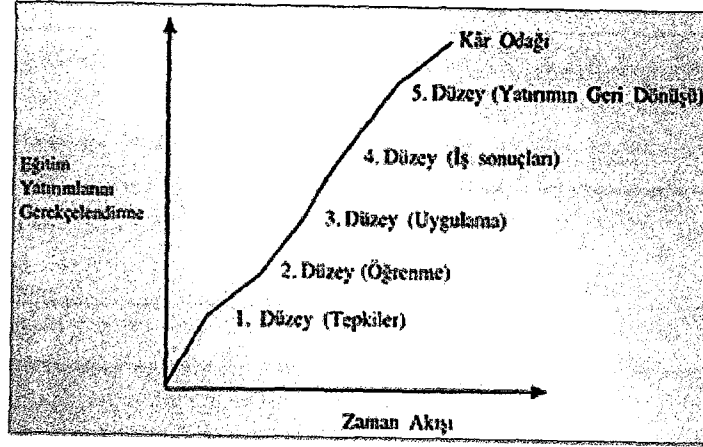 Kâr Odağı
5. Düzey (Yatırımın Geri Dönüşü)
4. Düzey (İş sonuçları)
Eğitim
Yatırımlarını
Gerekçelendirme
3. Düzey (Uygulama)
2. Düzey (Öğrenme)
1. Düzey (Tepkiler)
Zaman Akışı